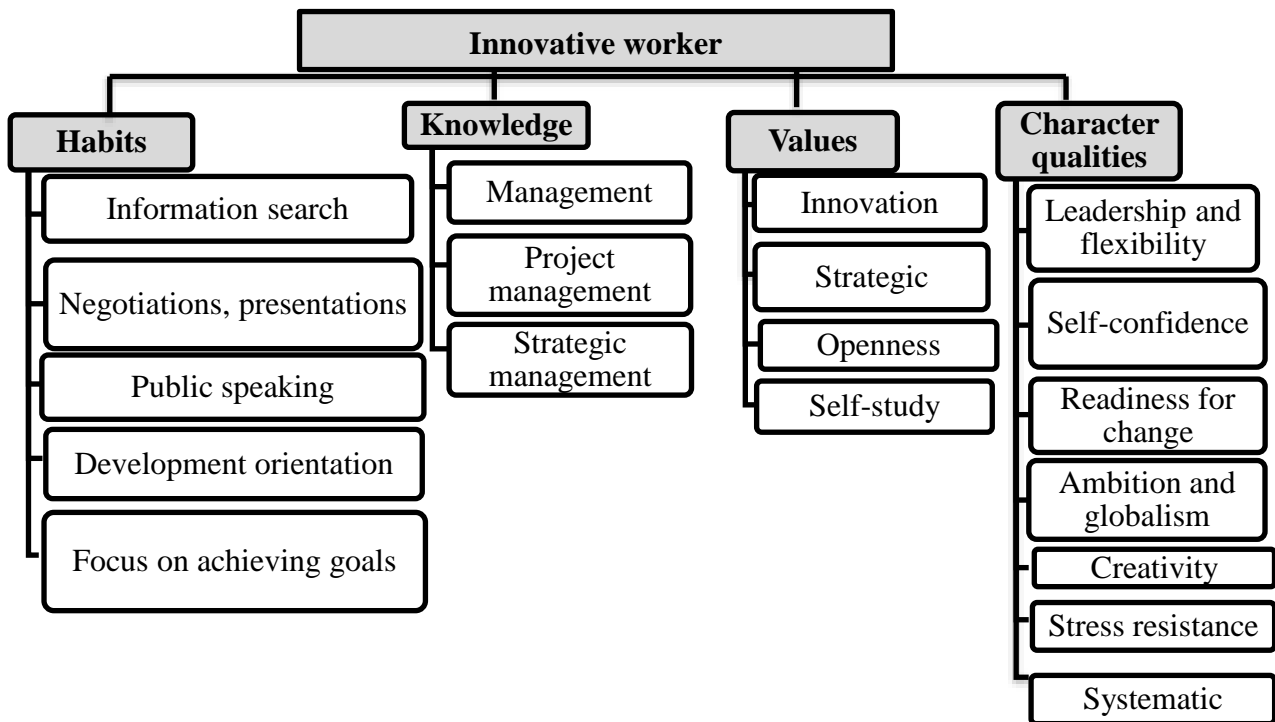 Innovative worker
Habits
Information search
Negotiations, presentations
Public speaking
Development orientation
Focus on achieving goals
Knowledge
Management
Project
management
Strategic
management
Values
Innovation
Strategic
Openness
Self-study
Character
qualities
Leadership and
flexibility
Self-confidence
Readiness for
change
Ambition and
globalism
Creativity
Stress resistance
Systematic